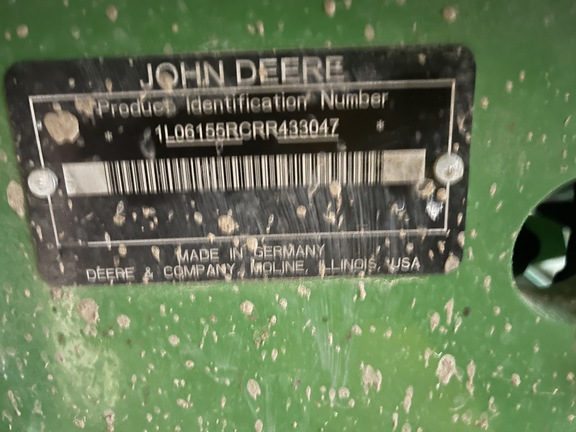 JOHN DEERE
Product Identification Number
1L06155RCRR433047 *
MADE IN GERMANY
DEERE & COMPANY MOLINE, ILLINOIS, USA